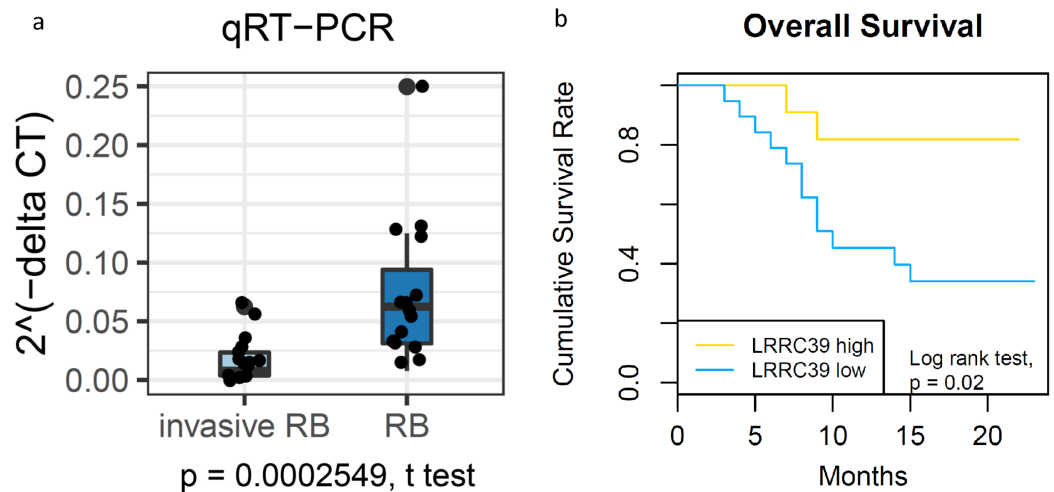 a
qRT−PCR
2^(−delta CT)
0.25
0.20
0.15
0.10
0.05
0.00
invasive RB
RB
p = 0.0002549, t test
b
Overall Survival
Cumulative Survival Rate
0.8
0.4
0.0
LRRC39 high
LRRC39 low
Log rank test,
p = 0.02
0 5 10 15 20
Months